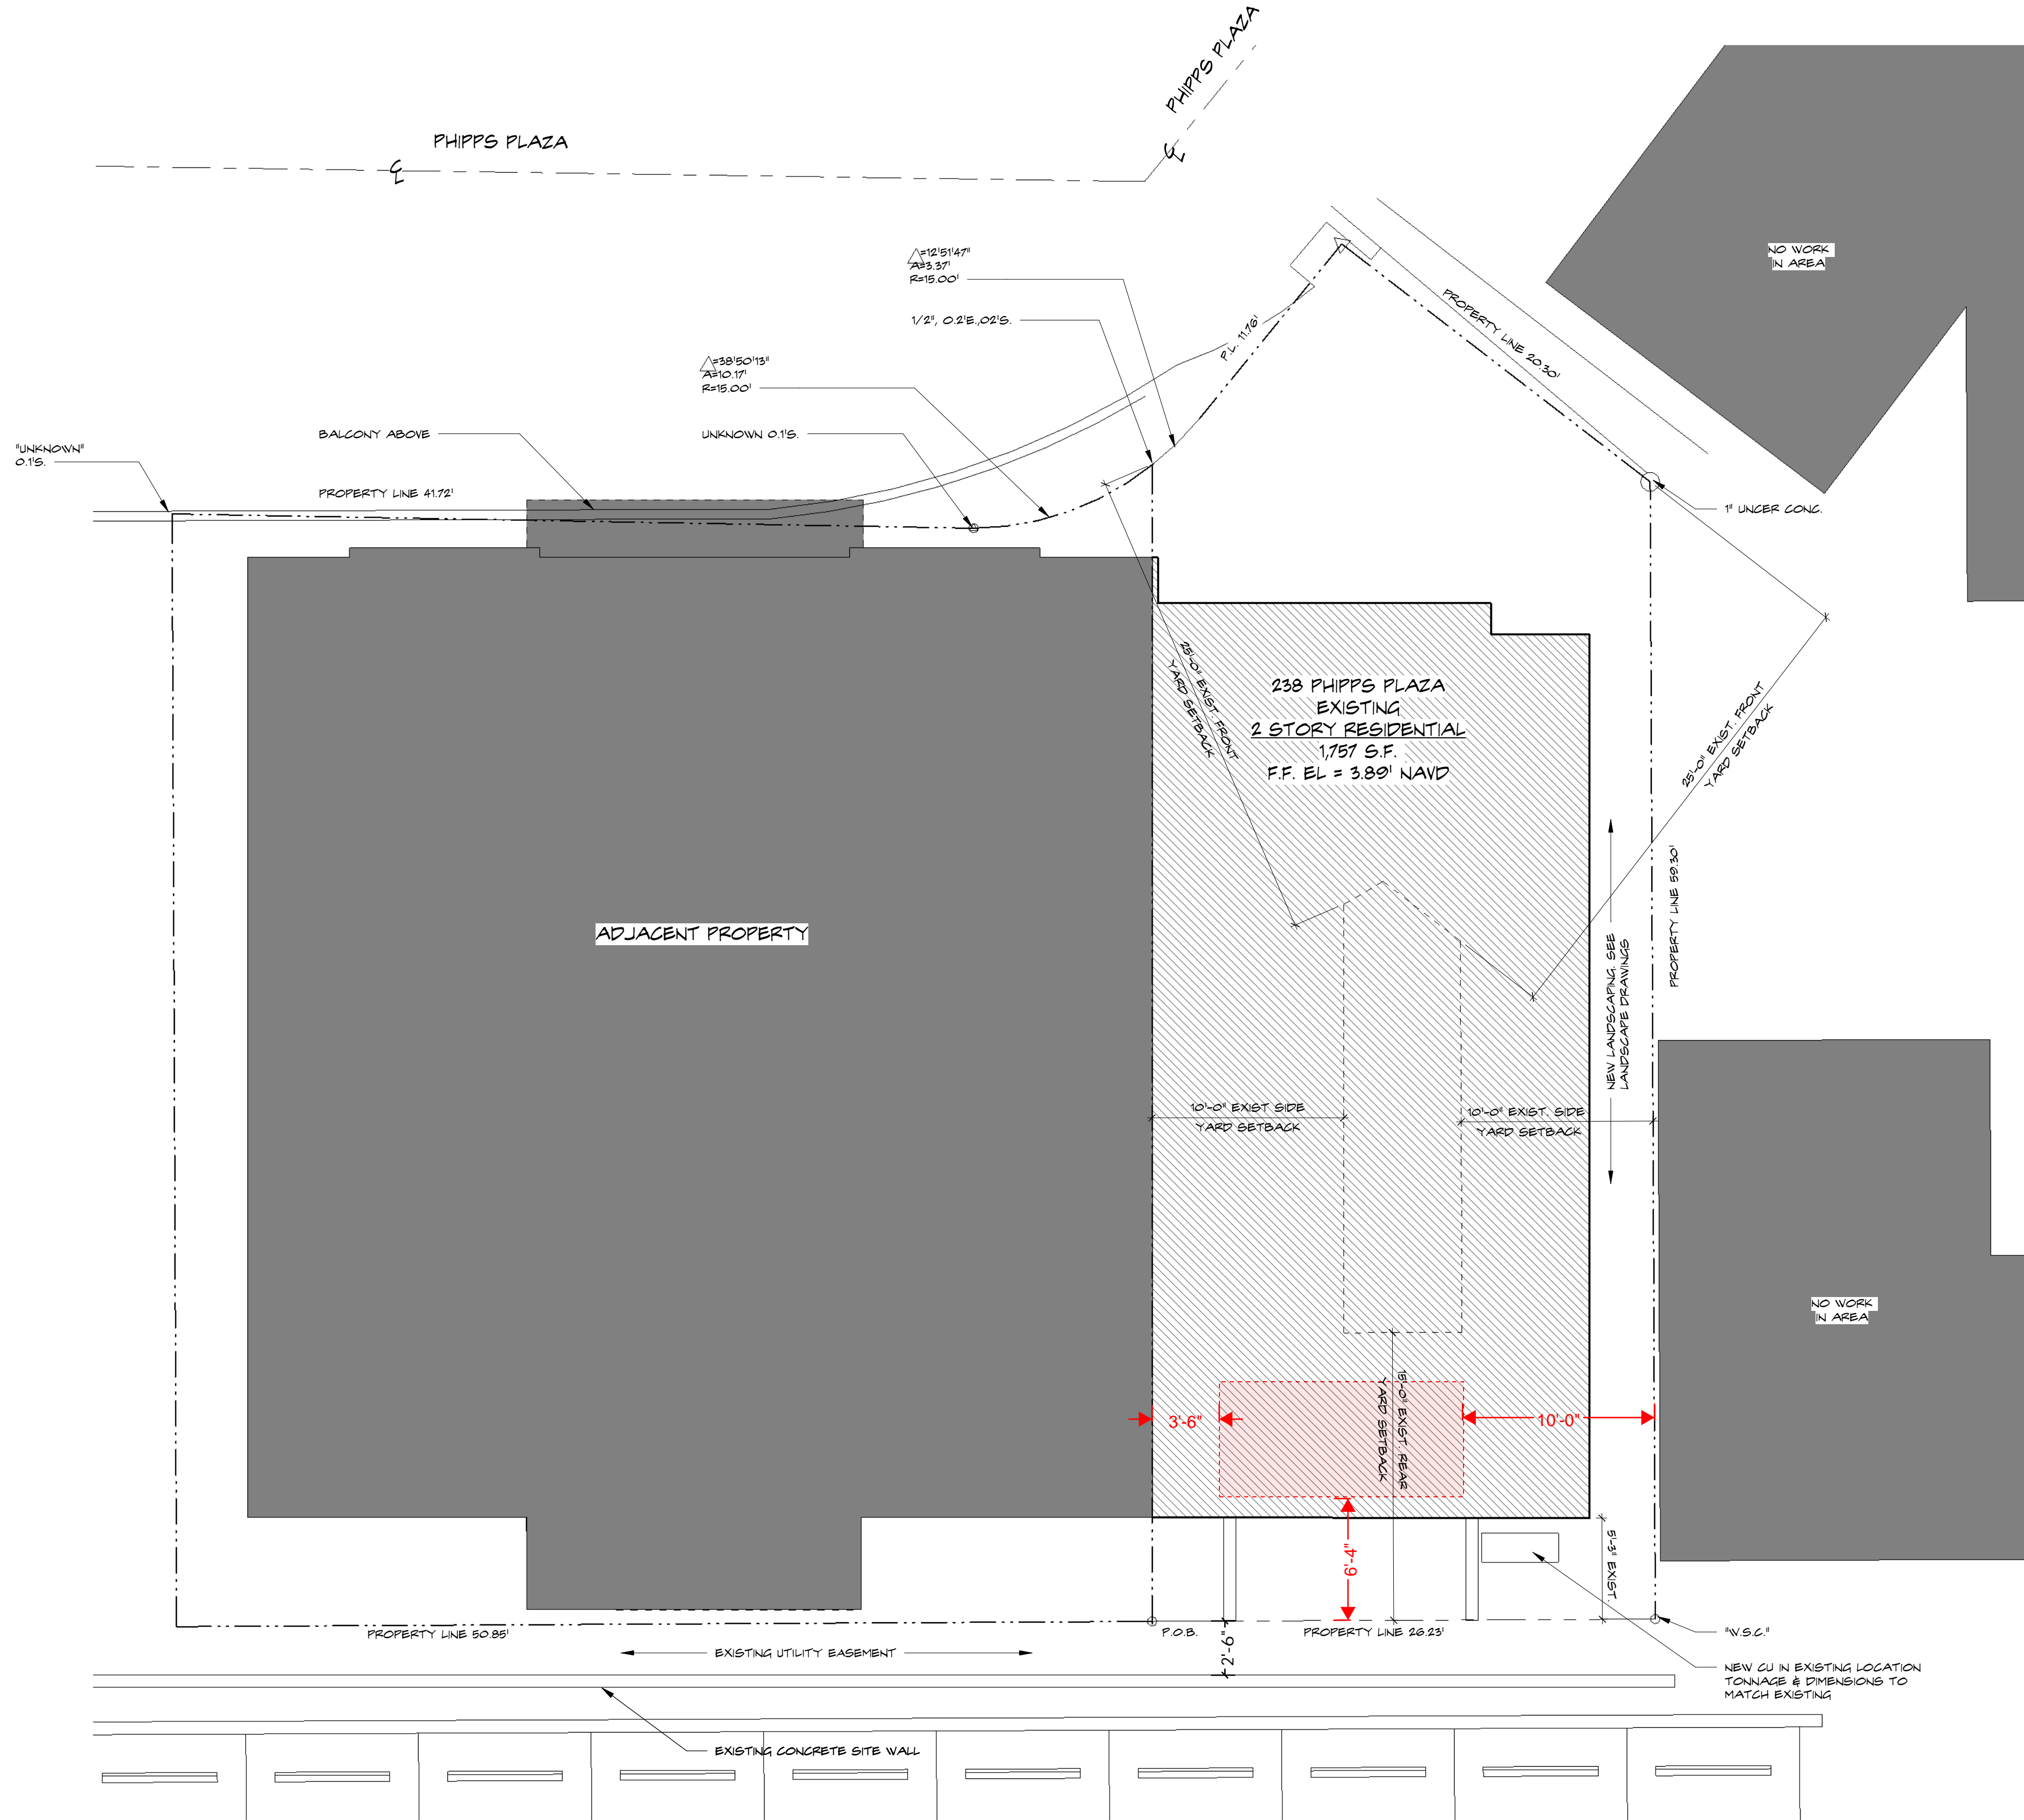 PHIPPS PLAZA
PHIPPS PLAZA
℄
℄
NO WORK
IN AREA
△=12'51'47"
A=3.37'
R=15.00'
1/2", 0.2'E.,02'S.
PROPERTY LINE 20.30'
P.L. 11.76'
△=38'50'13"
A=10.17'
R=15.00'
"UNKNOWN"
0.1'S.
BALCONY ABOVE
UNKNOWN 0.1'S.
PROPERTY LINE 41.72'
1" UNCER CONC.
25'-0" EXIST. FRONT
YARD SETBACK
238 PHIPPS PLAZA
EXISTING
2 STORY RESIDENTIAL
1,757 S.F.
F.F. EL = 3.89' NAVD
25'-0" EXIST. FRONT
YARD SETBACK
PROPERTY LINE 59.30'
ADJACENT PROPERTY
NEW LANDSCAPING. SEE
LANDSCAPE DRAWINGS
10'-0" EXIST SIDE
YARD SETBACK
10'-0" EXIST. SIDE
YARD SETBACK
NO WORK
IN AREA
15'-0" EXIST. REAR
YARD SETBACK
3'-6"
10'-0"
6'-4"
5'-3" EXIST.
PROPERTY LINE 50.85'
P.O.B.
PROPERTY LINE 26.23'
"W.S.C."
2'-6"
EXISTING UTILITY EASEMENT
NEW CU IN EXISTING LOCATION
TONNAGE & DIMENSIONS TO
MATCH EXISTING
EXISTING CONCRETE SITE WALL